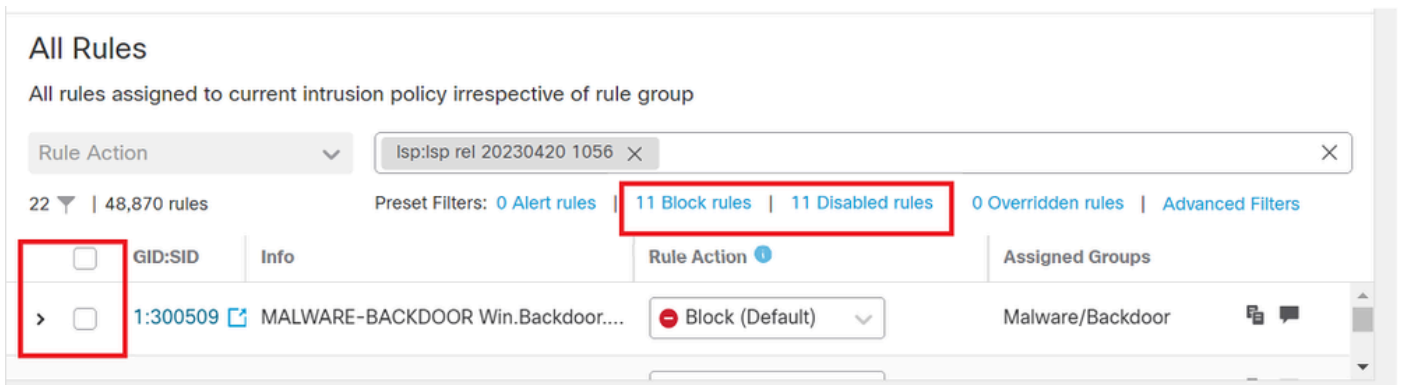 All Rules
All rules assigned to current intrusion policy irrespective of rule group
Rule Action lsp:lsp rel 20230420 1056
22 | 48,870 rules Preset Filters: 0 Alert rules | 11 Block rules | 11 Disabled rules 0 Overridden rules | Advanced Filters
GID:SID Info Rule Action Assigned Groups
1:300509 MALWARE-BACKDOOR Win.Backdoor.... Block (Default) Malware/Backdoor